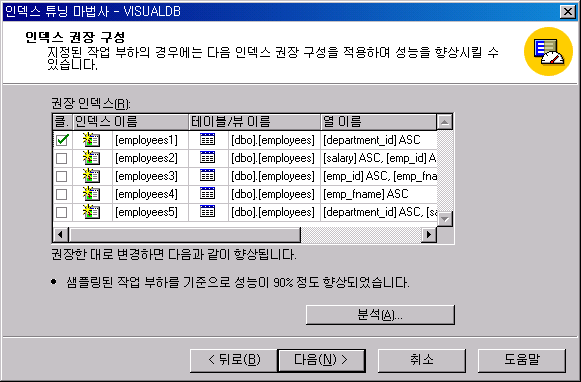 인덱스 튜닝 마법사 - VISUALDB
인덱스 권장 구성
지정된 작업 부하의 경우에는 다음 인덱스 권장 구성을 적용하여 성능을 향상시킬 수
있습니다.
권장 인덱스(R):
클. 인덱스 이름 테이블/뷰 이름 열 이름
[employees1] [dbo].[employees] [department_id] ASC
[employees2] [dbo].[employees] [salary] ASC, [emp_id] A
[employees3] [dbo].[employees] [emp_id] ASC, [emp_fna
[employees4] [dbo].[employees] [emp_fname] ASC
[employees5] [dbo].[employees] [department_id] ASC, [sa
권장한 대로 변경하면 다음과 같이 향상됩니다.
• 샘플링된 작업 부하를 기준으로 성능이 90% 정도 향상되었습니다.
분석(A)...
< 뒤로(B) 다음(N) > 취소 도움말